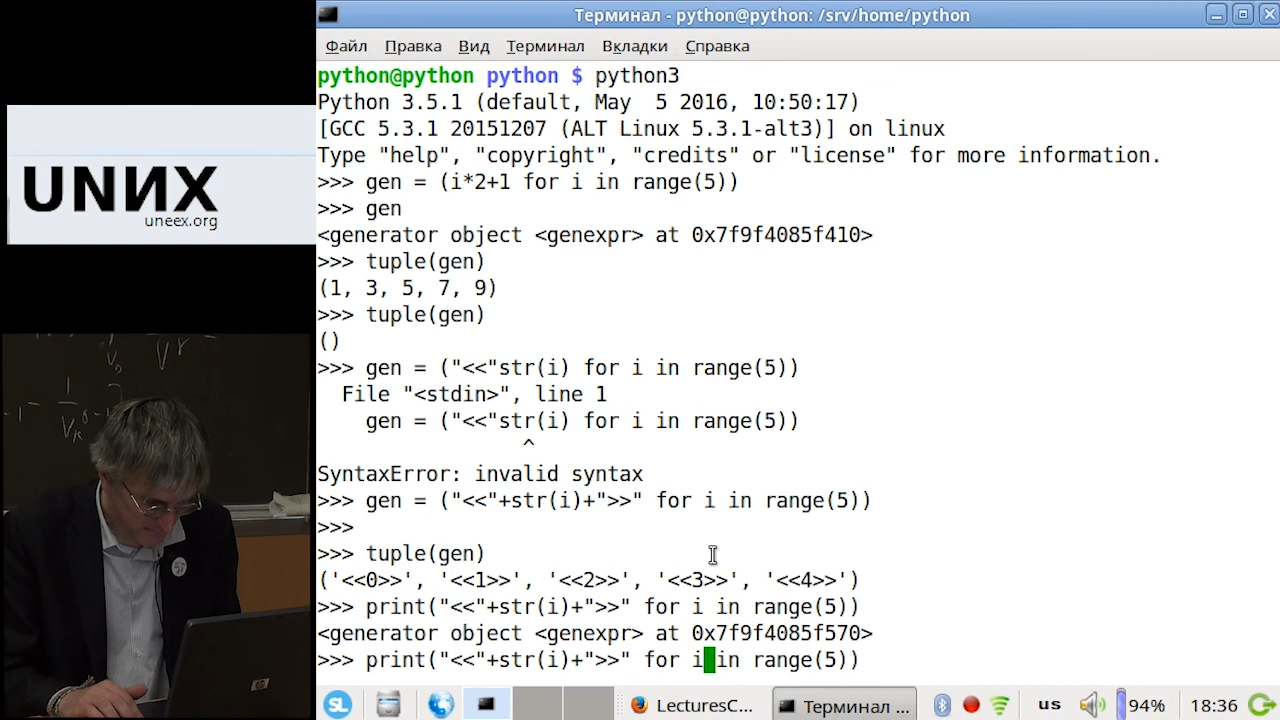 Терминал - python@python: /srv/home/python
Файл Правка Вид Терминал Вкладки Справка
python@python python $ python3
Python 3.5.1 (default, May  5 2016, 10:50:17)
[GCC 5.3.1 20151207 (ALT Linux 5.3.1-alt3)] on linux
Type "help", "copyright", "credits" or "license" for more information.
>>> gen = (i*2+1 for i in range(5))
>>> gen
<generator object <genexpr> at 0x7f9f4085f410>
>>> tuple(gen)
(1, 3, 5, 7, 9)
>>> tuple(gen)
()
>>> gen = ("<<"str(i) for i in range(5))
  File "<stdin>", line 1
    gen = ("<<"str(i) for i in range(5))
                 ^
SyntaxError: invalid syntax
>>> gen = ("<<"+str(i)+">>" for i in range(5))
>>>
>>> tuple(gen)
('<<0>>', '<<1>>', '<<2>>', '<<3>>', '<<4>>')
>>> print("<<"+str(i)+">>" for i in range(5))
<generator object <genexpr> at 0x7f9f4085f570>
>>> print("<<"+str(i)+">>" for i in range(5))
UNИX
uneex.org
LecturesC...
Терминал ...
us
94%
18:36